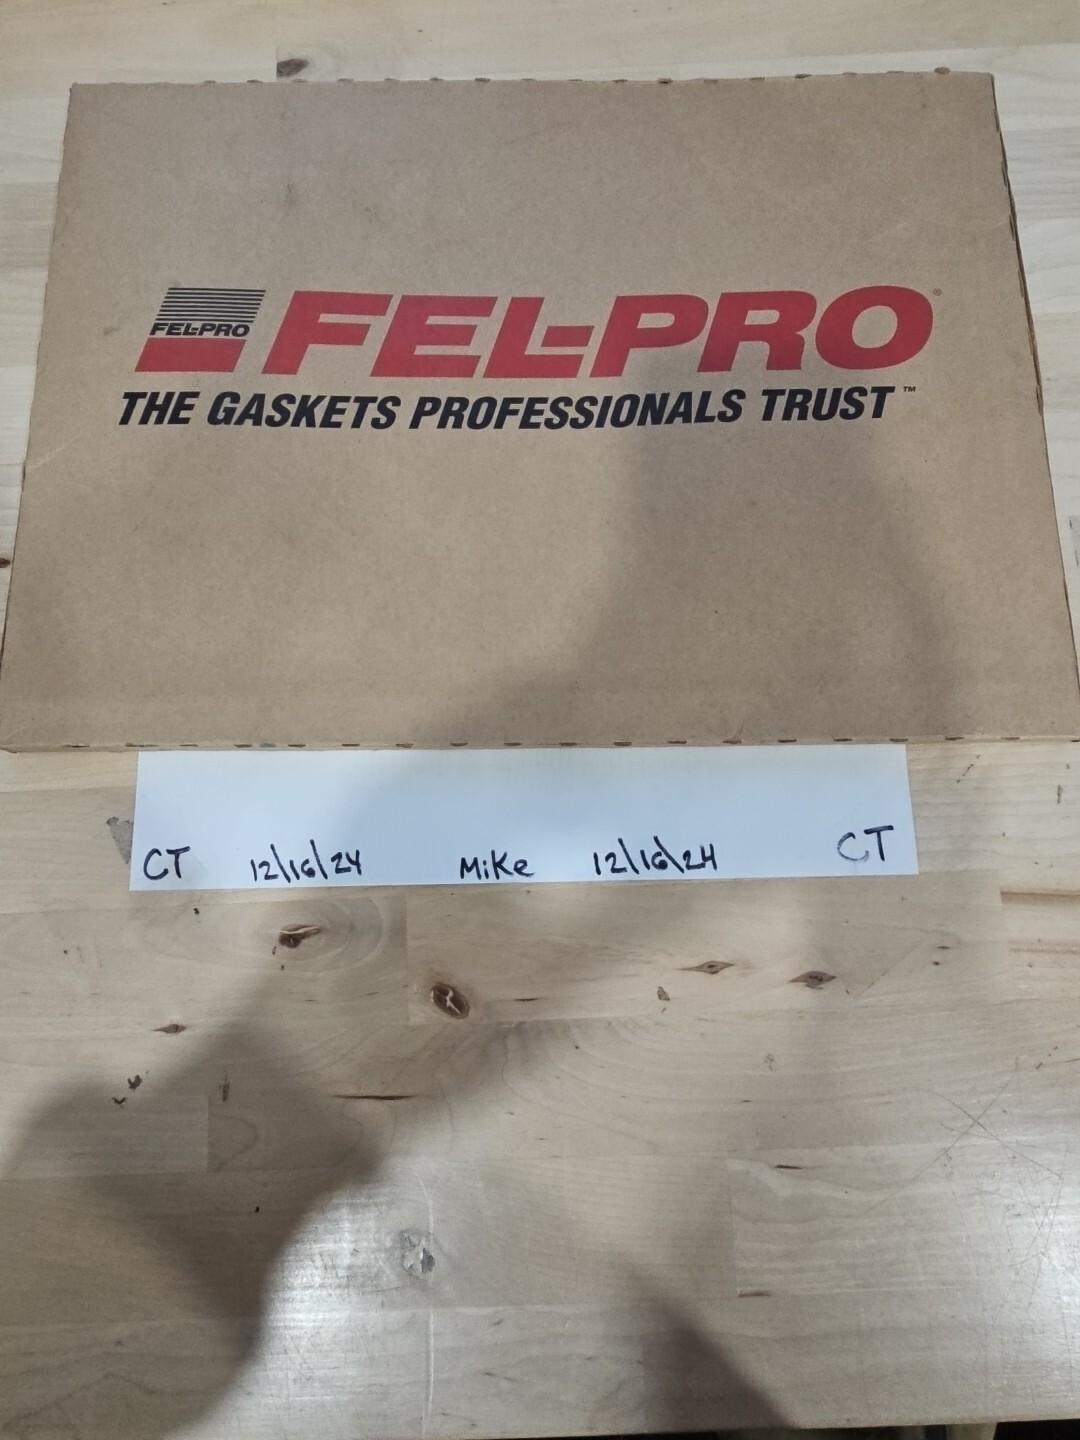 FEL-PRO FEL-PRO®
THE GASKETS PROFESSIONALS TRUST™
CT 12\16\24 Mike 12\16\24 CT